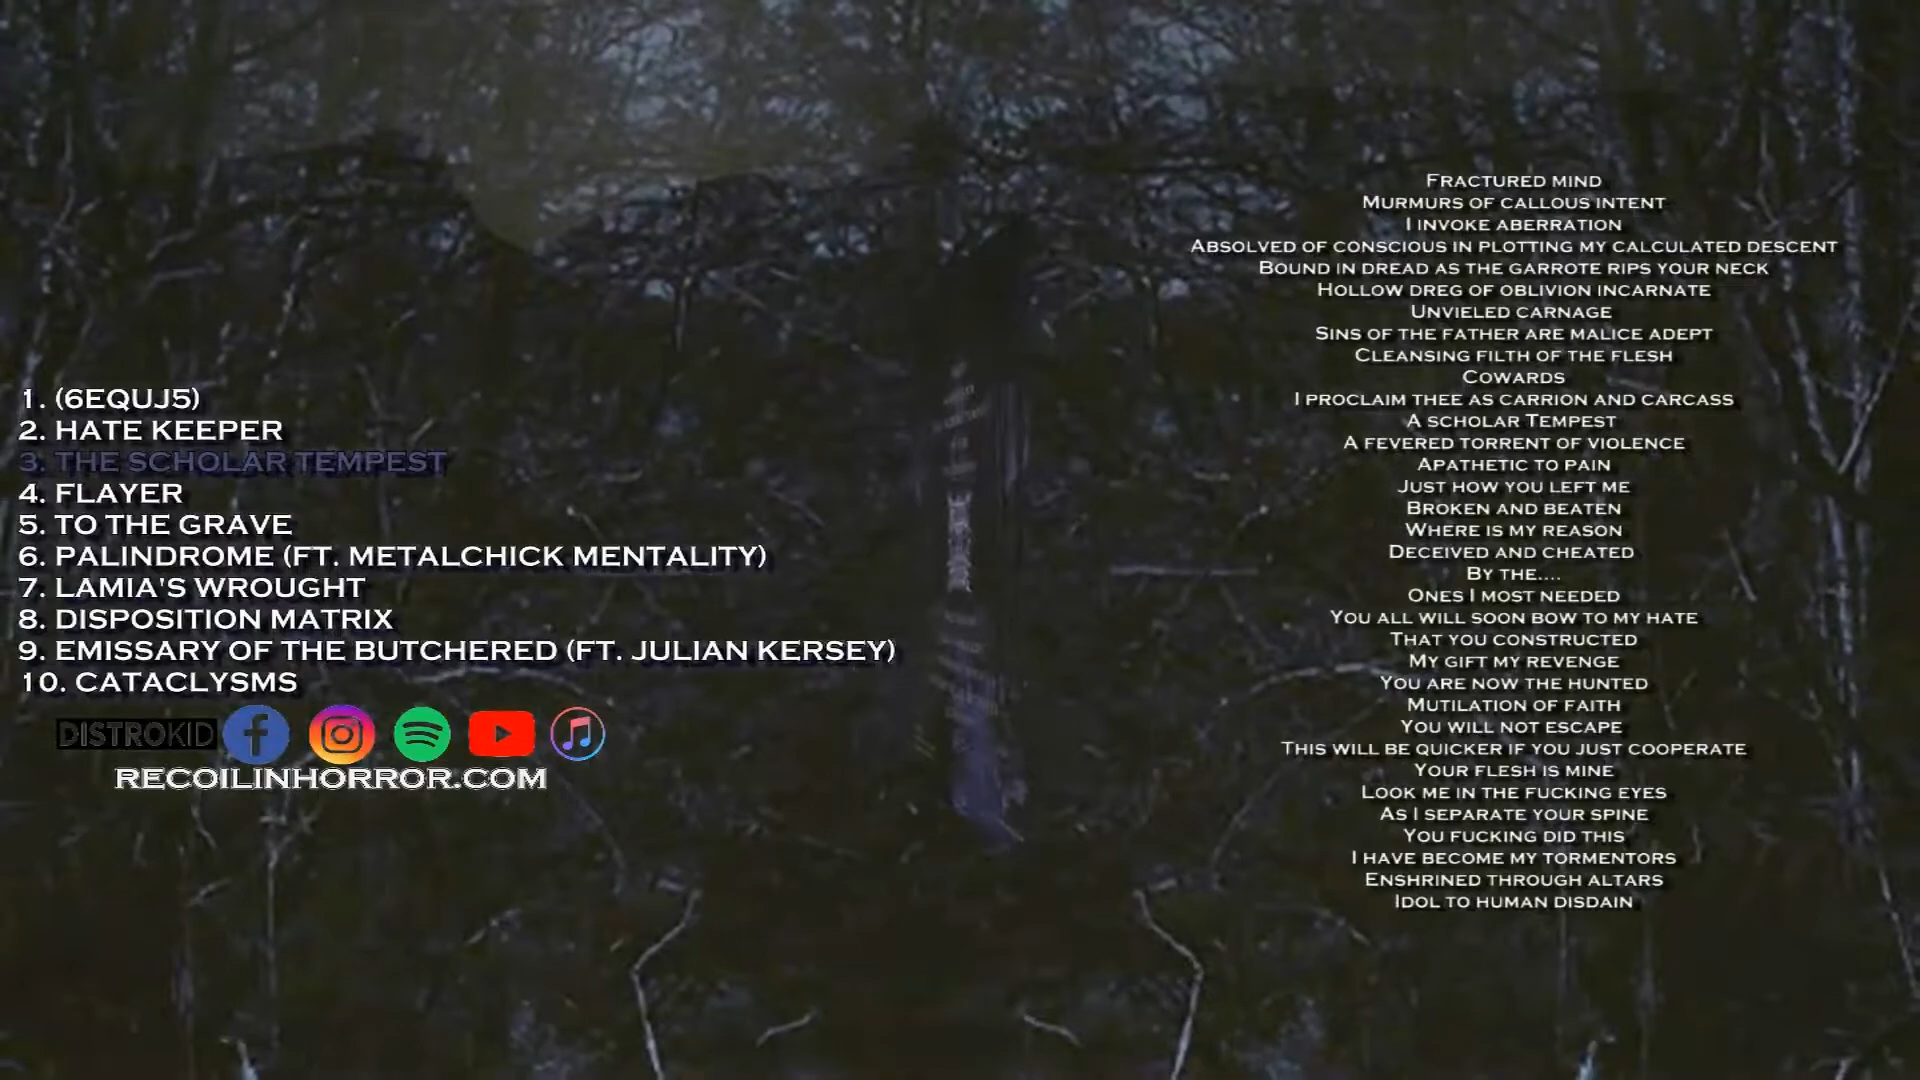 1. (6EQUJ5)
2. HATE KEEPER
3. THE SCHOLAR TEMPEST
4. FLAYER
5. TO THE GRAVE
6. PALINDROME (FT. METALCHICK MENTALITY)
7. LAMIA'S WROUGHT
8. DISPOSITION MATRIX
9. EMISSARY OF THE BUTCHERED (FT. JULIAN KERSEY)
10. CATACLYSMS
DISTROKID
RECOILINHORROR.COM
FRACTURED MIND
MURMURS OF CALLOUS INTENT
I INVOKE ABERRATION
ABSOLVED OF CONSCIOUS IN PLOTTING MY CALCULATED DESCENT
BOUND IN DREAD AS THE GARROTE RIPS YOUR NECK
HOLLOW DREG OF OBLIVION INCARNATE
UNVIELED CARNAGE
SINS OF THE FATHER ARE MALICE ADEPT
CLEANSING FILTH OF THE FLESH
COWARDS
I PROCLAIM THEE AS CARRION AND CARCASS
A SCHOLAR TEMPEST
A FEVERED TORRENT OF VIOLENCE
APATHETIC TO PAIN
JUST HOW YOU LEFT ME
BROKEN AND BEATEN
WHERE IS MY REASON
DECEIVED AND CHEATED
BY THE....
ONES I MOST NEEDED
YOU ALL WILL SOON BOW TO MY HATE
THAT YOU CONSTRUCTED
MY GIFT MY REVENGE
YOU ARE NOW THE HUNTED
MUTILATION OF FAITH
YOU WILL NOT ESCAPE
THIS WILL BE QUICKER IF YOU JUST COOPERATE
YOUR FLESH IS MINE
LOOK ME IN THE FUCKING EYES
AS I SEPARATE YOUR SPINE
YOU FUCKING DID THIS
I HAVE BECOME MY TORMENTORS
ENSHRINED THROUGH ALTARS
IDOL TO HUMAN DISDAIN